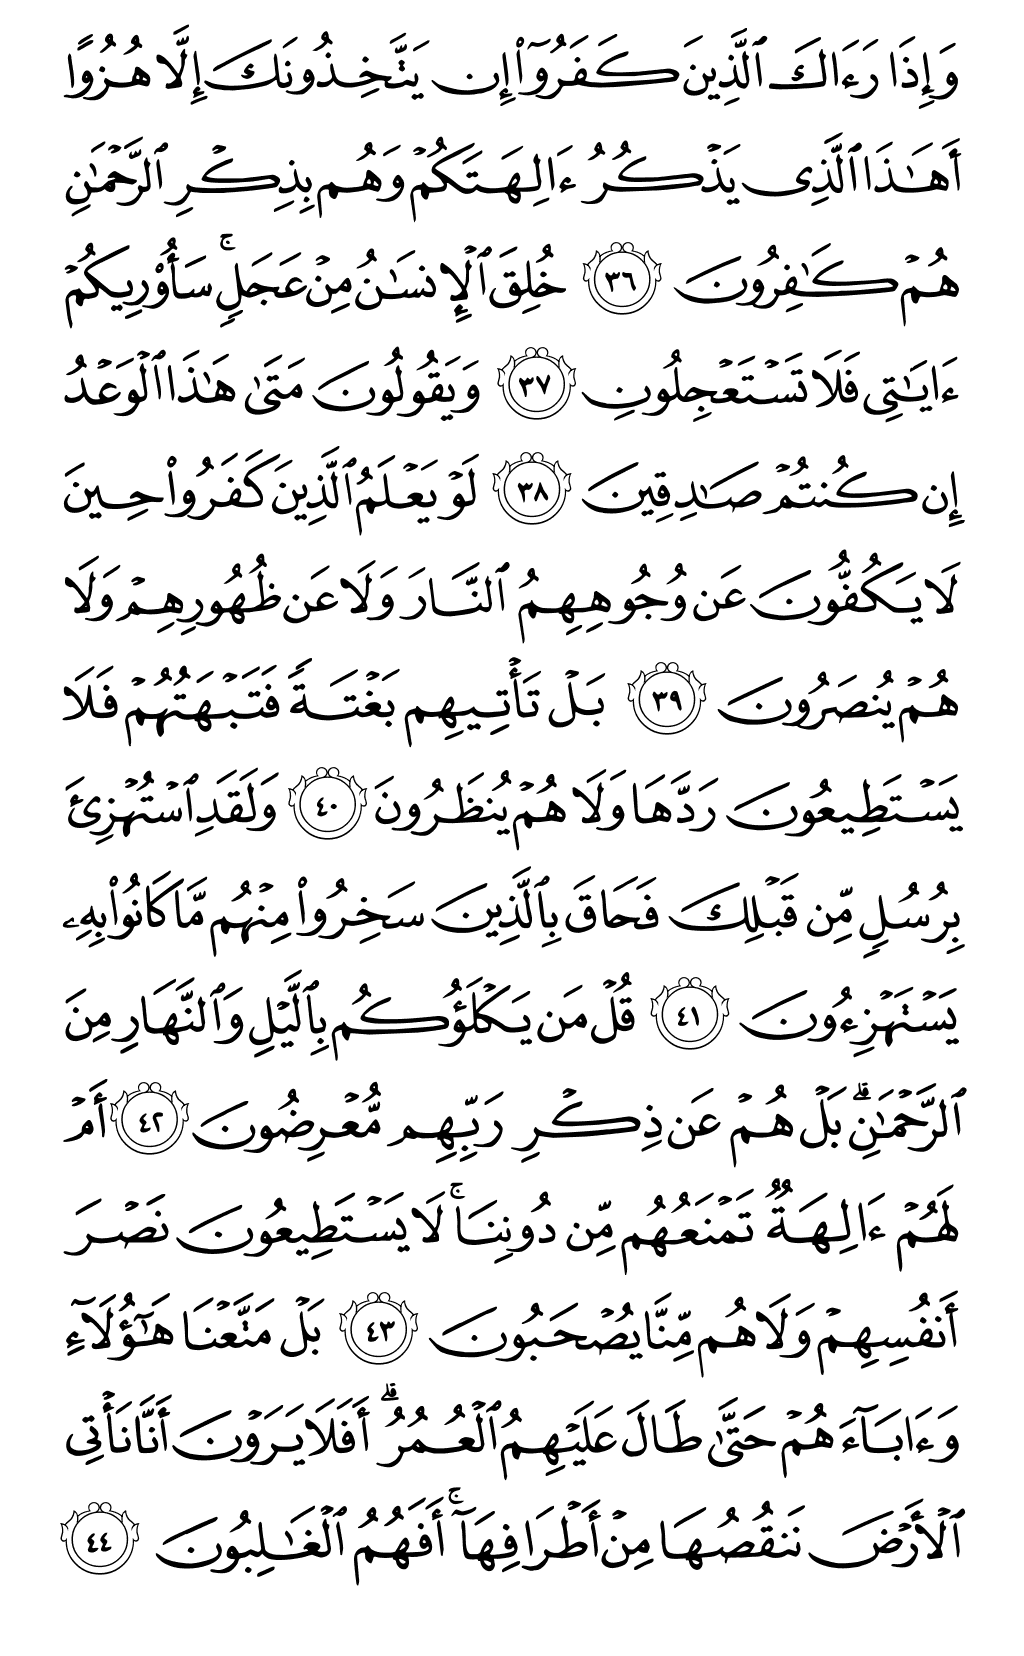 وَإِذَا رَءَاكَ ٱلَّذِينَ كَفَرُوٓا۟ إِن يَتَّخِذُونَكَ إِلَّا هُزُوًا
أَهَـٰذَا ٱلَّذِى يَذْكُرُ ءَالِهَتَكُمْ وَهُم بِذِكْرِ ٱلرَّحْمَـٰنِ
هُمْ كَـٰفِرُونَ ٣٦ خُلِقَ ٱلْإِنسَـٰنُ مِنْ عَجَلٍ ۚ سَأُو۟رِيكُمْ
ءَايَـٰتِى فَلَا تَسْتَعْجِلُونِ ٣٧ وَيَقُولُونَ مَتَىٰ هَـٰذَا ٱلْوَعْدُ
إِن كُنتُمْ صَـٰدِقِينَ ٣٨ لَوْ يَعْلَمُ ٱلَّذِينَ كَفَرُوا۟ حِينَ
لَا يَكُفُّونَ عَن وُجُوهِهِمُ ٱلنَّارَ وَلَا عَن ظُهُورِهِمْ وَلَا
هُمْ يُنصَرُونَ ٣٩ بَلْ تَأْتِيهِم بَغْتَةً فَتَبْهَتُهُمْ فَلَا
يَسْتَطِيعُونَ رَدَّهَا وَلَا هُمْ يُنظَرُونَ ٤٠ وَلَقَدِ ٱسْتُهْزِئَ
بِرُسُلٍ مِّن قَبْلِكَ فَحَاقَ بِٱلَّذِينَ سَخِرُوا۟ مِنْهُم مَّا كَانُوا۟ بِهِۦ
يَسْتَهْزِءُونَ ٤١ قُلْ مَن يَكْلَؤُكُم بِٱلَّيْلِ وَٱلنَّهَارِ مِنَ
ٱلرَّحْمَـٰنِ ۗ بَلْ هُمْ عَن ذِكْرِ رَبِّهِم مُّعْرِضُونَ ٤٢ أَمْ
لَهُمْ ءَالِهَةٌ تَمْنَعُهُم مِّن دُونِنَا ۚ لَا يَسْتَطِيعُونَ نَصْرَ
أَنفُسِهِمْ وَلَا هُم مِّنَّا يُصْحَبُونَ ٤٣ بَلْ مَتَّعْنَا هَـٰٓؤُلَآءِ
وَءَابَآءَهُمْ حَتَّىٰ طَالَ عَلَيْهِمُ ٱلْعُمُرُ ۗ أَفَلَا يَرَوْنَ أَنَّا نَأْتِى
ٱلْأَرْضَ نَنقُصُهَا مِنْ أَطْرَافِهَآ ۚ أَفَهُمُ ٱلْغَـٰلِبُونَ ٤٤